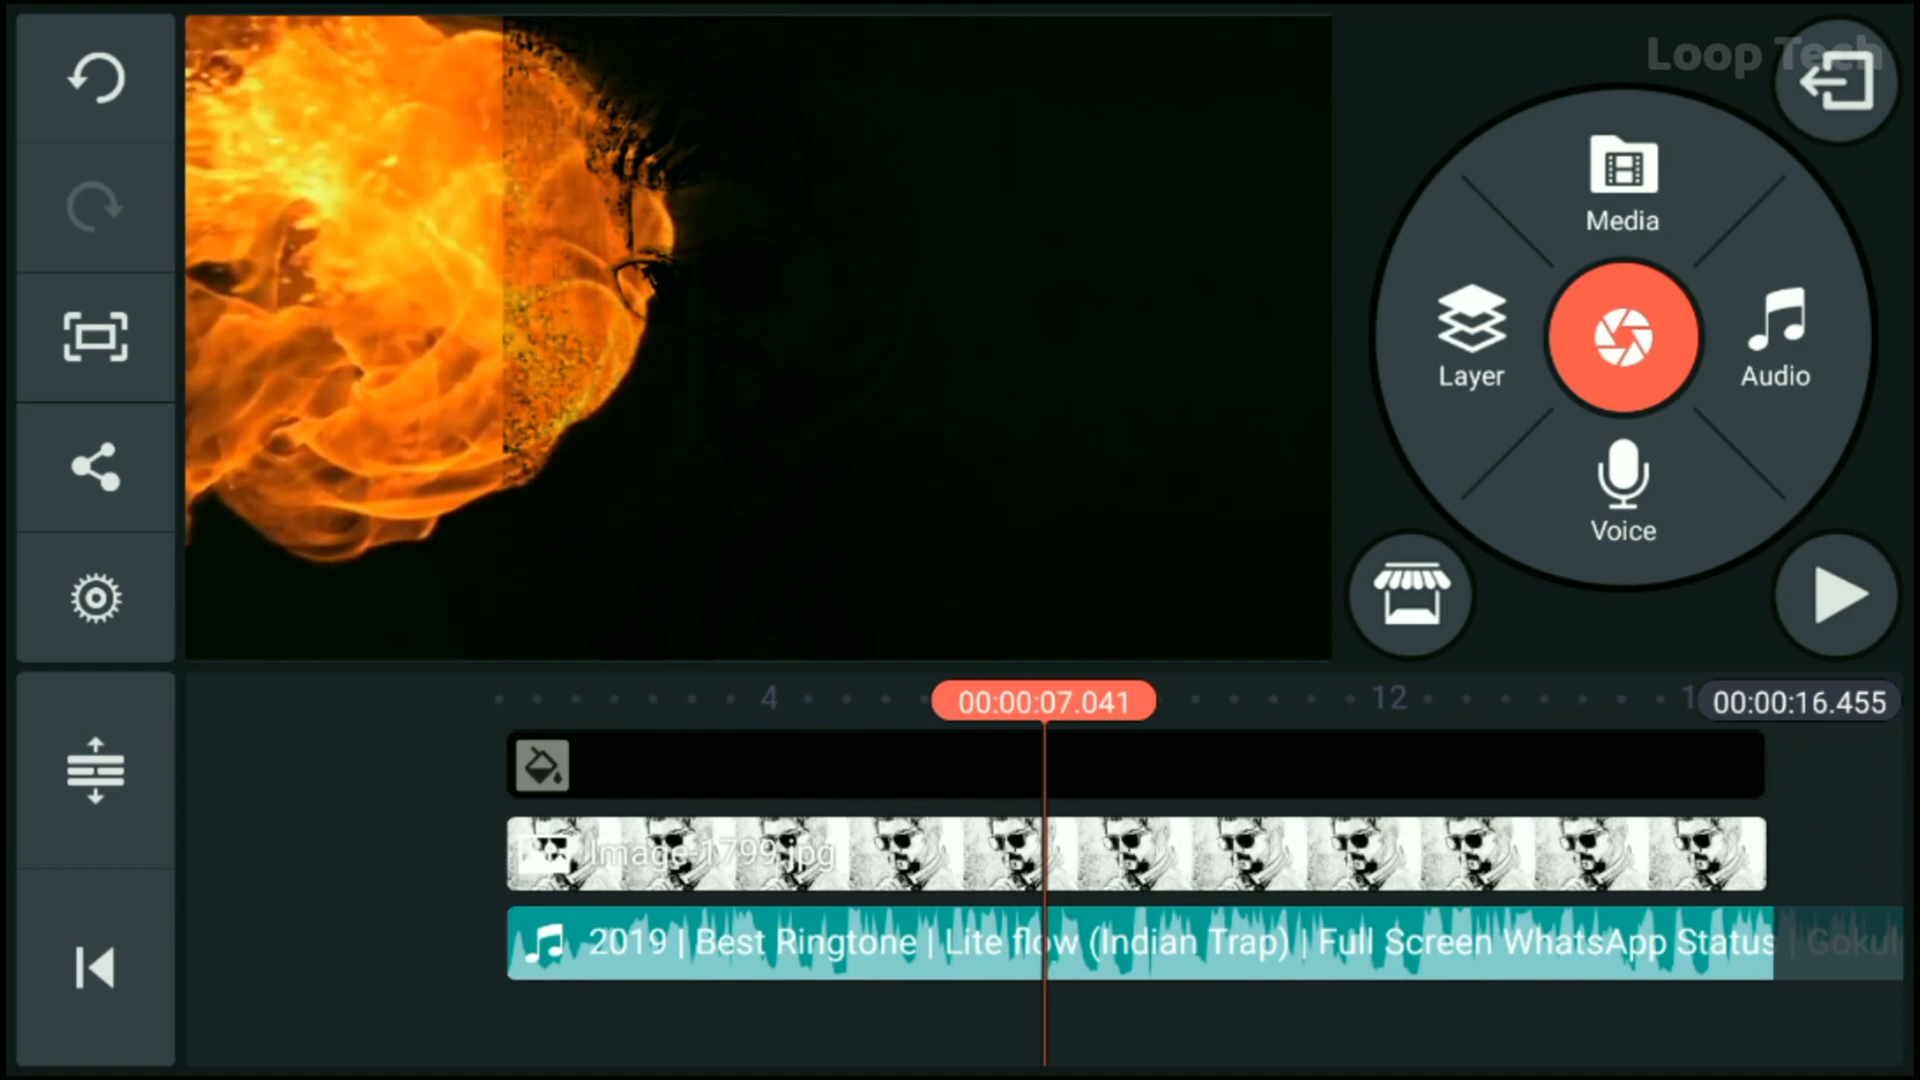 Loop Tech
Media
Layer
Audio
Voice
4
00:00:07.041
12
1
00:00:16.455
Image-1799.jpg
2019 | Best Ringtone | Lite flow (Indian Trap) | Full Screen WhatsApp Status | Gokul